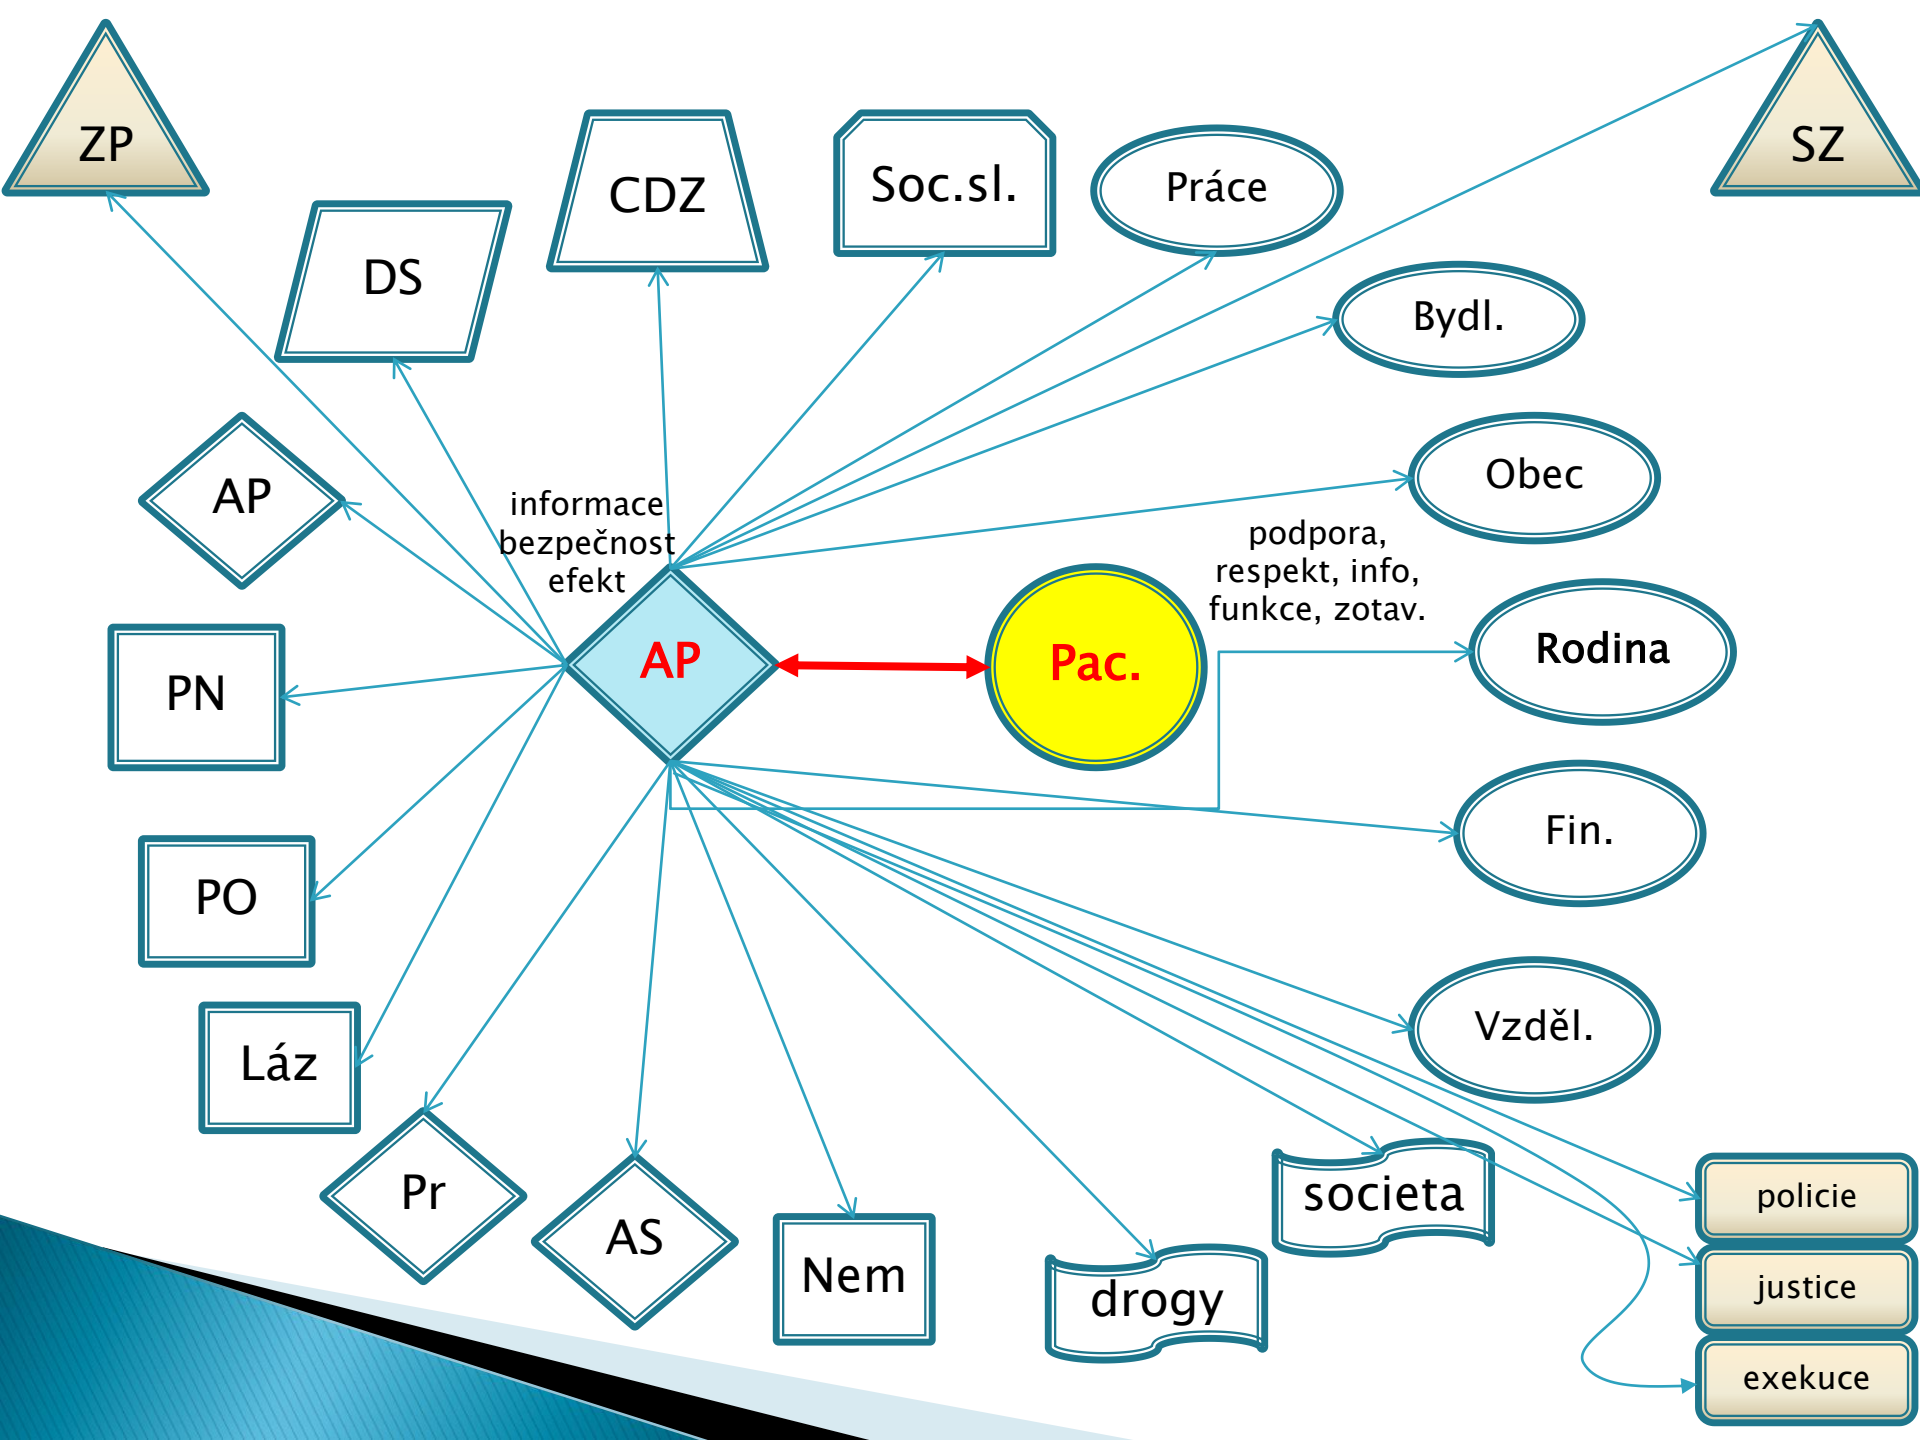 ZP
SZ
CDZ
Soc.sl.
Práce
DS
Bydl.
AP
Obec
informace
bezpečnost
efekt
podpora,
respekt, info,
funkce, zotav.
AP
Pac.
Rodina
PN
Fin.
PO
Vzděl.
Láz
Pr
AS
Nem
drogy
societa
policie
justice
exekuce